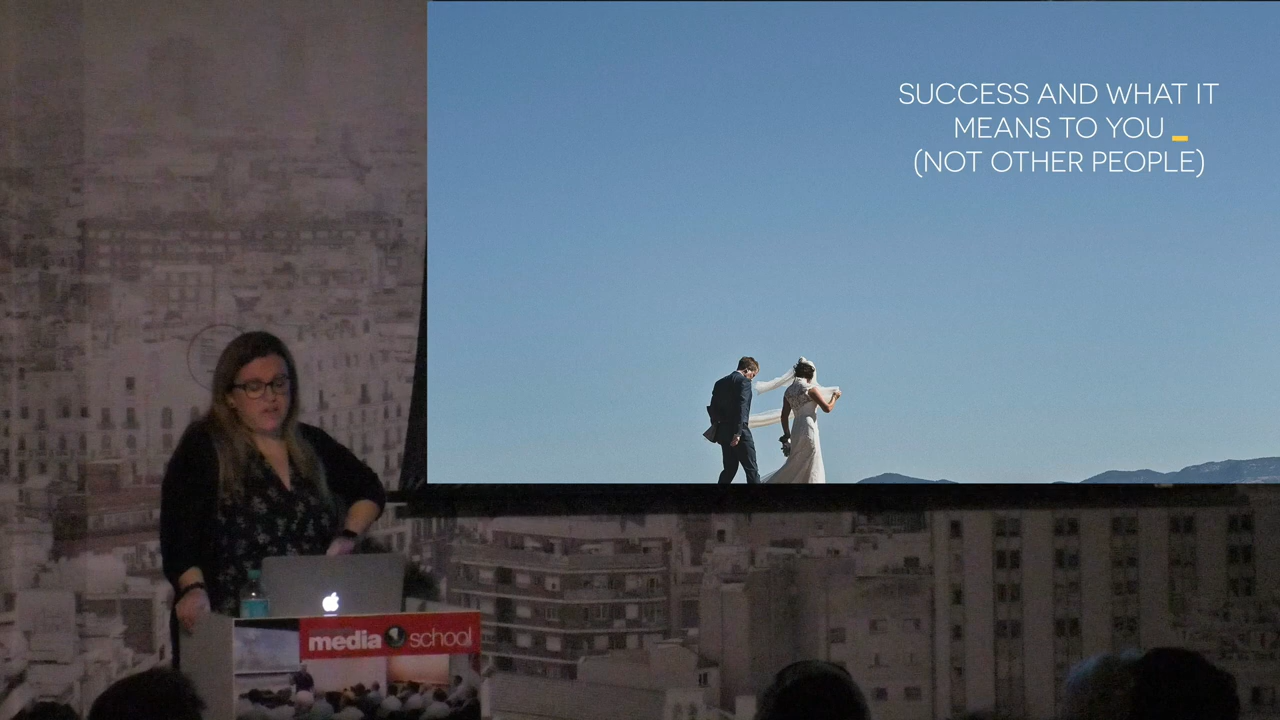 SUCCESS AND WHAT IT
MEANS TO YOU _
(NOT OTHER PEOPLE)
media school